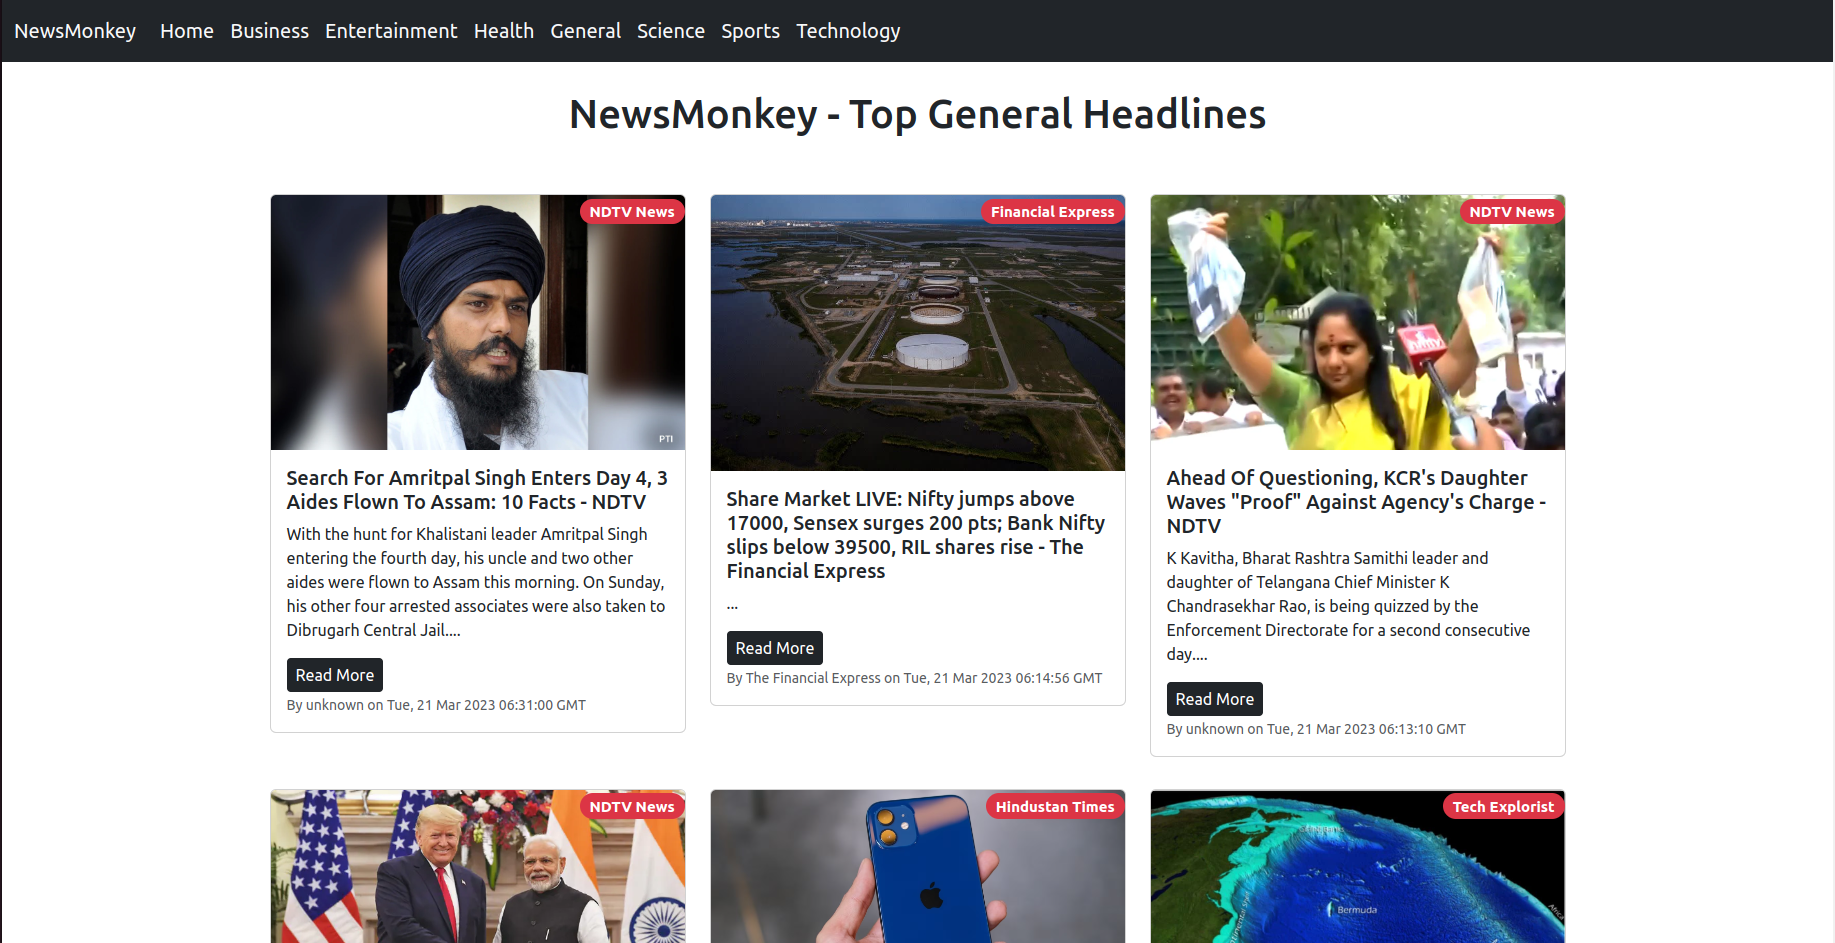 NewsMonkey Home Business Entertainment Health General Science Sports Technology
NewsMonkey - Top General Headlines
NDTV News
PTI
Search For Amritpal Singh Enters Day 4, 3
Aides Flown To Assam: 10 Facts - NDTV
With the hunt for Khalistani leader Amritpal Singh
entering the fourth day, his uncle and two other
aides were flown to Assam this morning. On Sunday,
his other four arrested associates were also taken to
Dibrugarh Central Jail....
Read More
By unknown on Tue, 21 Mar 2023 06:31:00 GMT
Financial Express
Share Market LIVE: Nifty jumps above
17000, Sensex surges 200 pts; Bank Nifty
slips below 39500, RIL shares rise - The
Financial Express
...
Read More
By The Financial Express on Tue, 21 Mar 2023 06:14:56 GMT
NDTV News
Ahead Of Questioning, KCR's Daughter
Waves "Proof" Against Agency's Charge -
NDTV
K Kavitha, Bharat Rashtra Samithi leader and
daughter of Telangana Chief Minister K
Chandrasekhar Rao, is being quizzed by the
Enforcement Directorate for a second consecutive
day....
Read More
By unknown on Tue, 21 Mar 2023 06:13:10 GMT
NDTV News
Hindustan Times
Tech Explorist
Bermuda